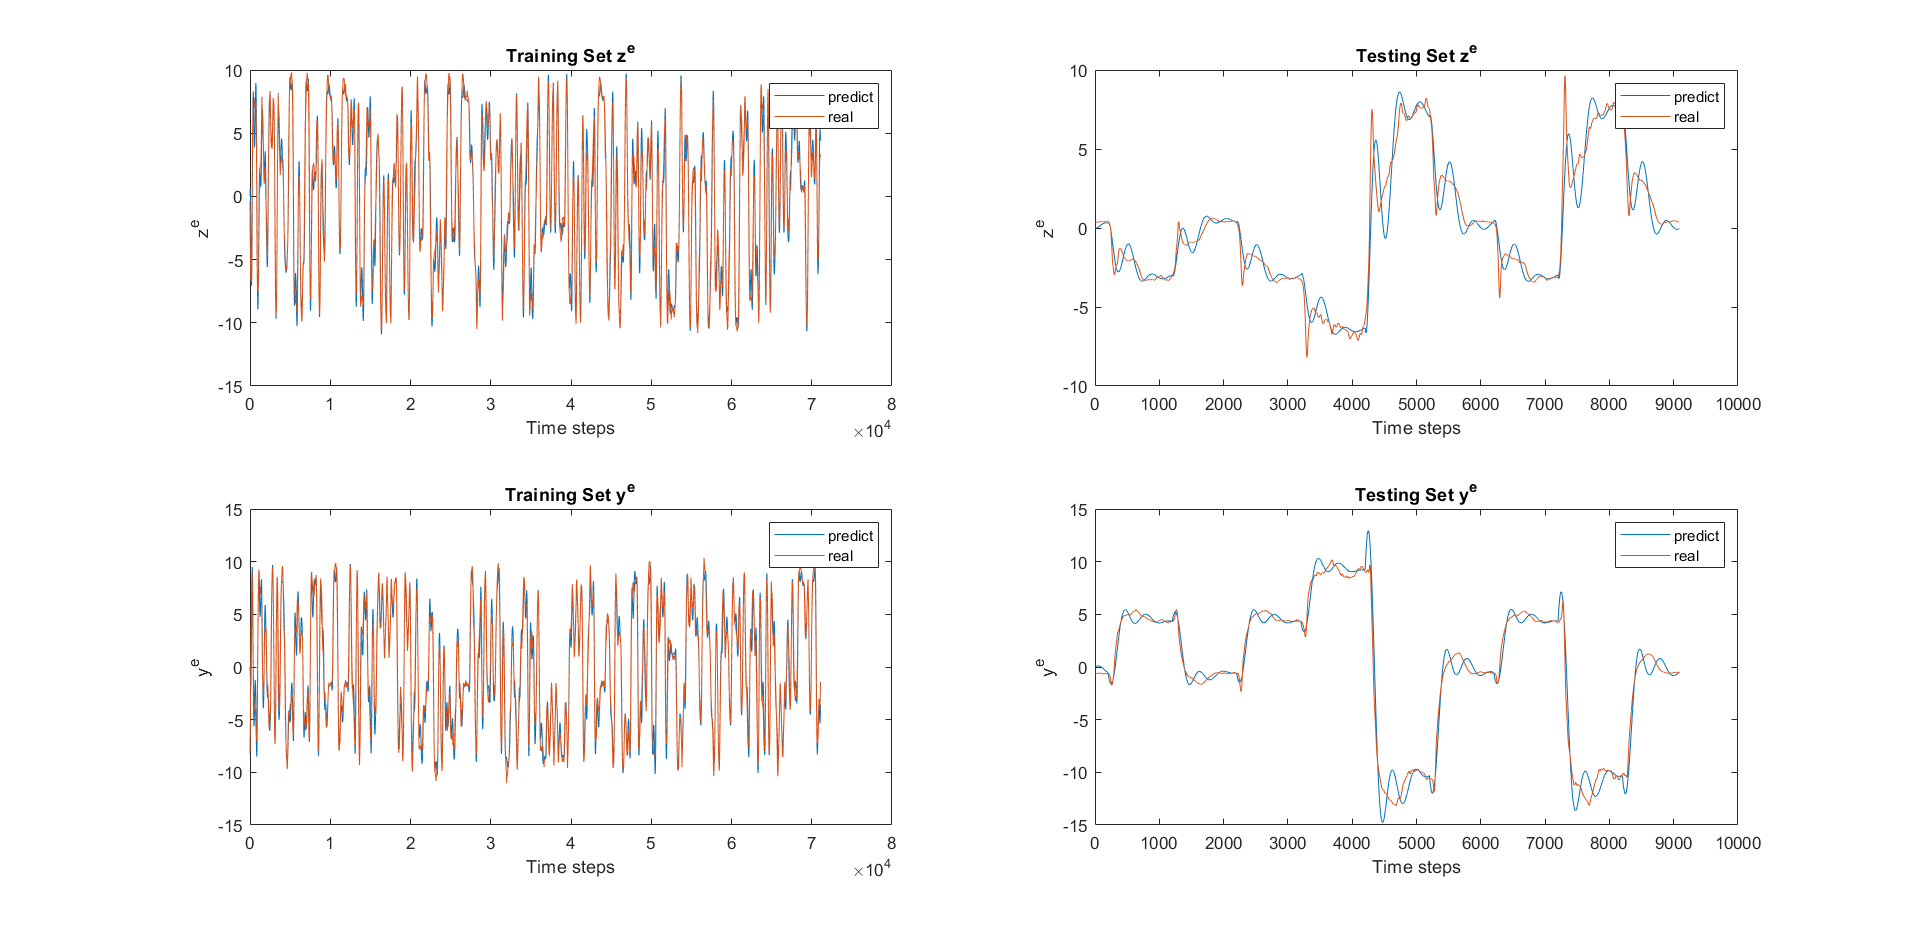 Training Set z^e
10
5
0
-5
-10
-15
z^e
predict
real
0 1 2 3 4 5 6 7 8
Time steps
×10^4
Testing Set z^e
10
5
0
-5
-10
z^e
predict
real
0 1000 2000 3000 4000 5000 6000 7000 8000 9000 10000
Time steps
Training Set y^e
15
10
5
0
-5
-10
-15
y^e
predict
real
0 1 2 3 4 5 6 7 8
Time steps
×10^4
Testing Set y^e
15
10
5
0
-5
-10
-15
y^e
predict
real
0 1000 2000 3000 4000 5000 6000 7000 8000 9000 10000
Time steps